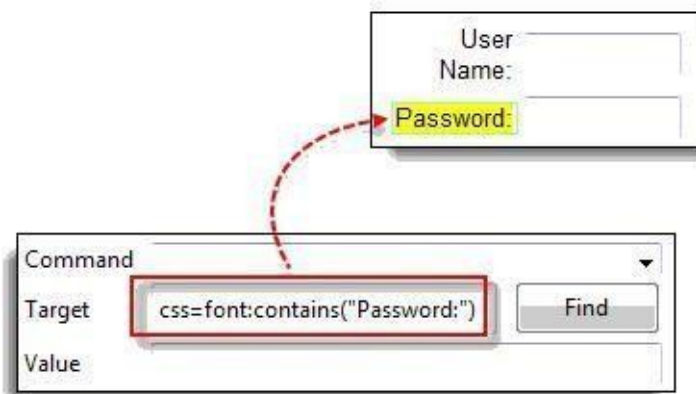 User
Name:
Password:
Command
Target css=font:contains("Password:") Find
Value